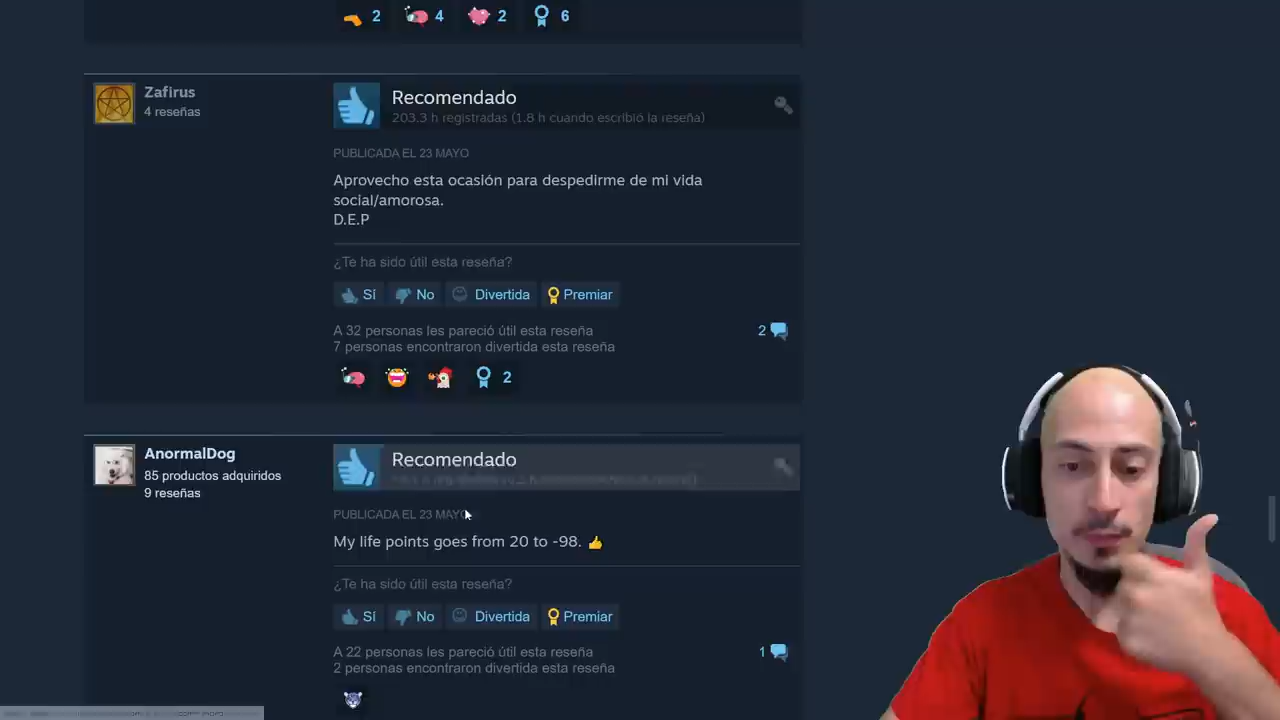 2 4 2 6
Zafirus
4 reseñas
Recomendado
203.3 h registradas (1.8 h cuando escribió la reseña)
PUBLICADA EL 23 MAYO
Aprovecho esta ocasión para despedirme de mi vida
social/amorosa.
D.E.P
¿Te ha sido útil esta reseña?
Sí No Divertida Premiar
A 32 personas les pareció útil esta reseña
7 personas encontraron divertida esta reseña
2
2
AnormalDog
85 productos adquiridos
9 reseñas
Recomendado
PUBLICADA EL 23 MAYO
My life points goes from 20 to -98. 👍
¿Te ha sido útil esta reseña?
Sí No Divertida Premiar
A 22 personas les pareció útil esta reseña
2 personas encontraron divertida esta reseña
1